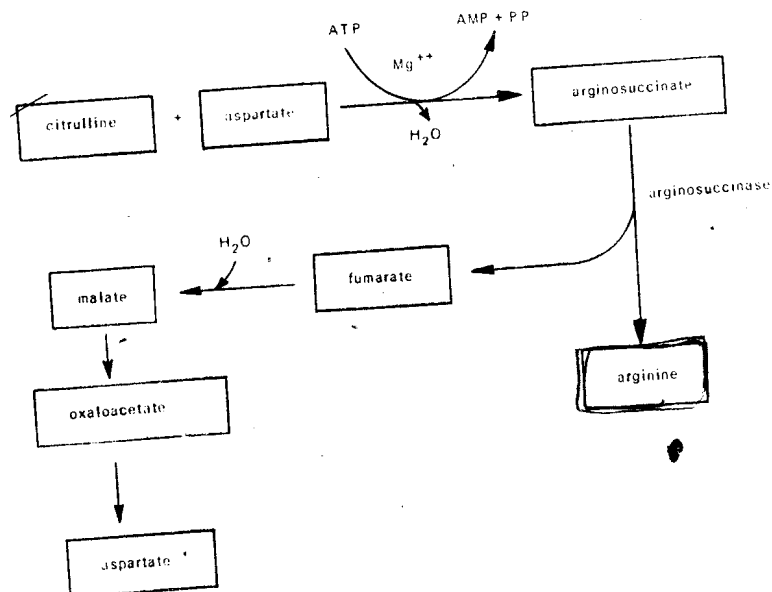 ATP
AMP + PP
Mg++
citrulline + aspartate
H2O
arginosuccinate
arginosuccinase
H2O
malate
fumarate
arginine
oxaloacetate
aspartate